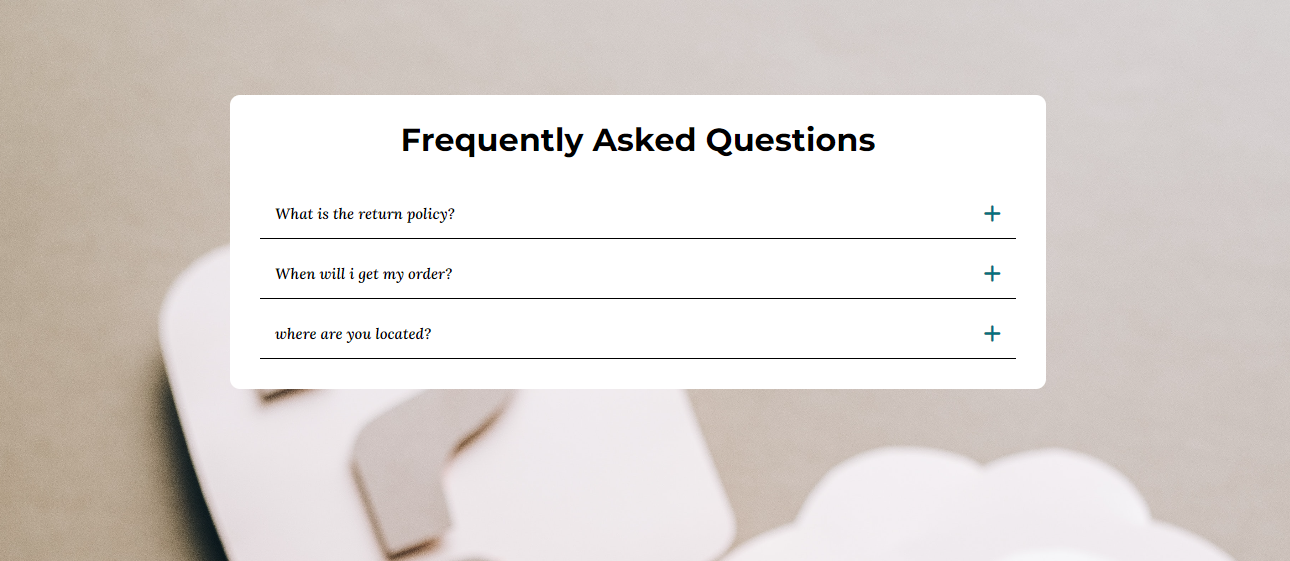 Frequently Asked Questions
What is the return policy?
When will i get my order?
where are you located?